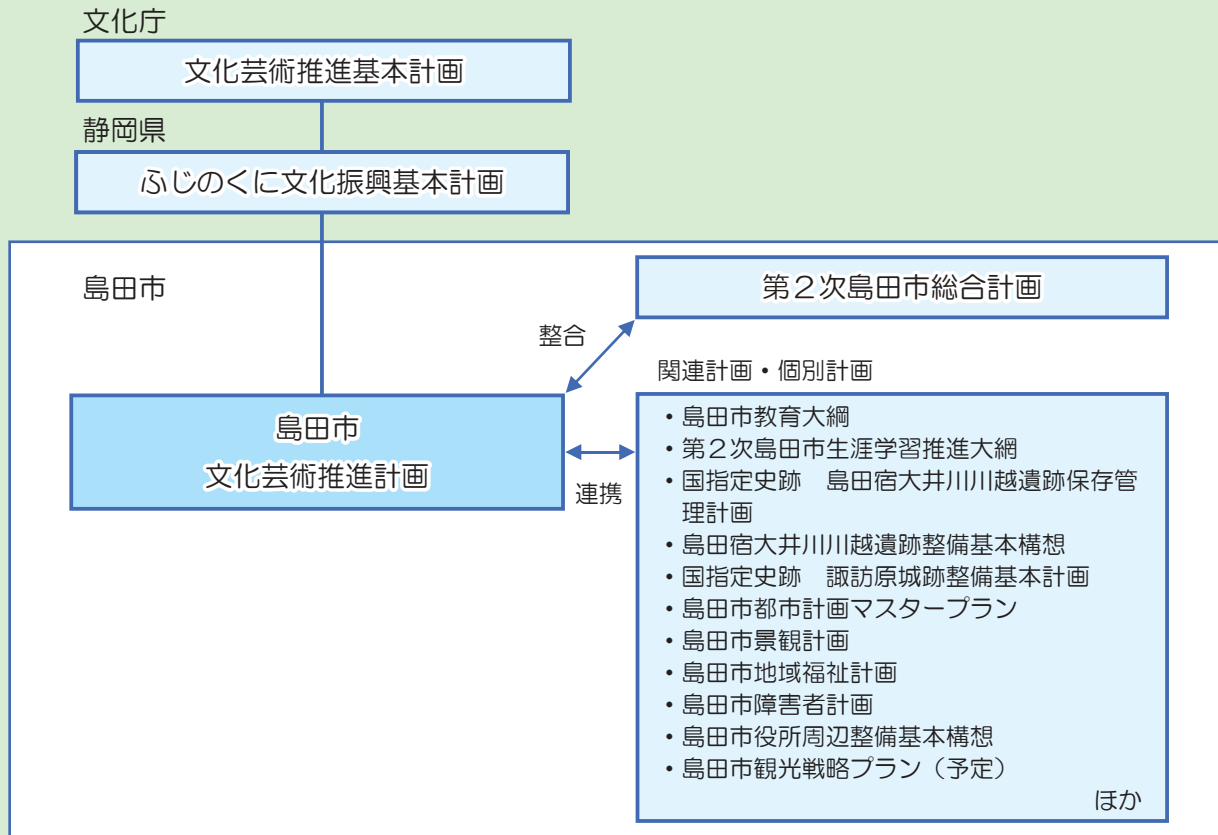 文化庁
文化芸術推進基本計画
静岡県
ふじのくに文化振興基本計画
島田市
第２次島田市総合計画
整合
関連計画・個別計画
島田市
文化芸術推進計画
連携
・島田市教育大綱
・第２次島田市生涯学習推進大綱
・国指定史跡　島田宿大井川川越遺跡保存管
理計画
・島田宿大井川川越遺跡整備基本構想
・国指定史跡　諏訪原城跡整備基本計画
・島田市都市計画マスタープラン
・島田市景観計画
・島田市地域福祉計画
・島田市障害者計画
・島田市役所周辺整備基本構想
・島田市観光戦略プラン（予定）
ほか